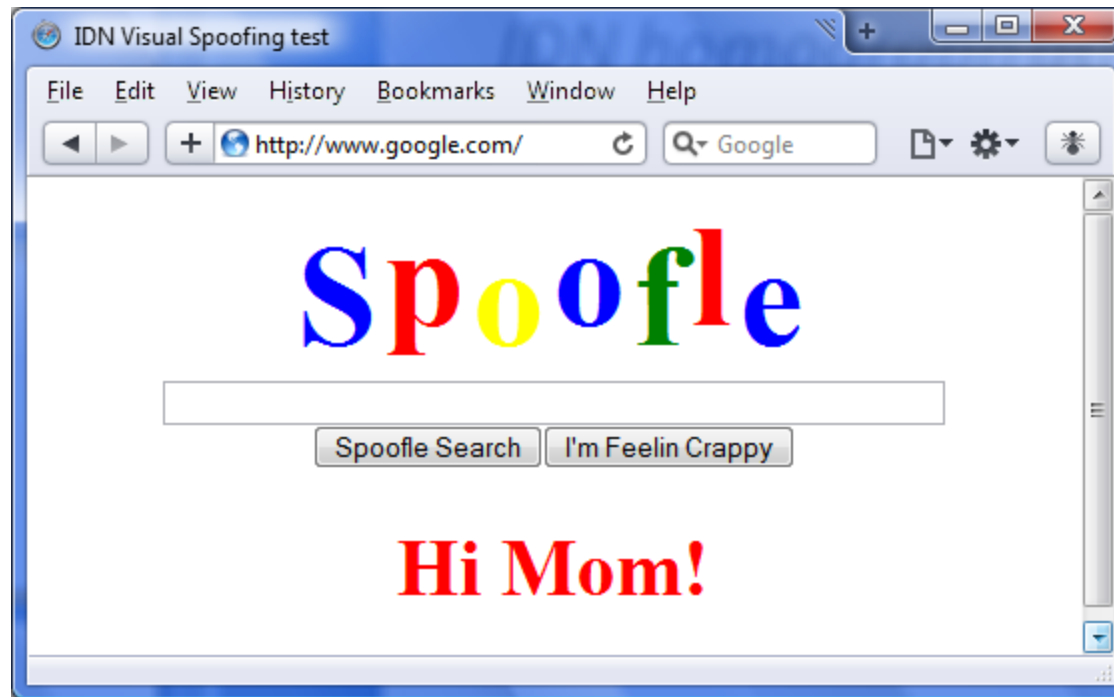 IDN Visual Spoofing test
File Edit View History Bookmarks Window Help
http://www.google.com/ Google
Spoofle
Spoofle Search I'm Feelin Crappy
Hi Mom!